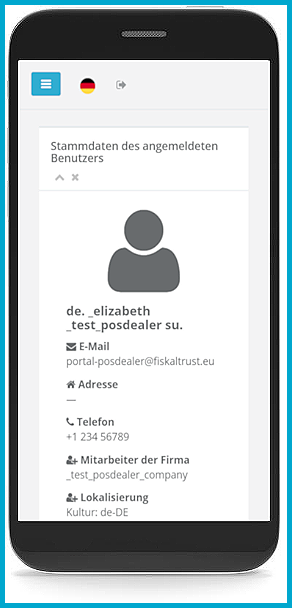 Stammdaten des angemeldeten
Benutzers
de. _elizabeth
_test_posdealer su.
E-Mail
portal-posdealer@fiskaltrust.eu
Adresse
—
Telefon
+1 234 56789
Mitarbeiter der Firma
_test_posdealer_company
Lokalisierung
Kultur: de-DE